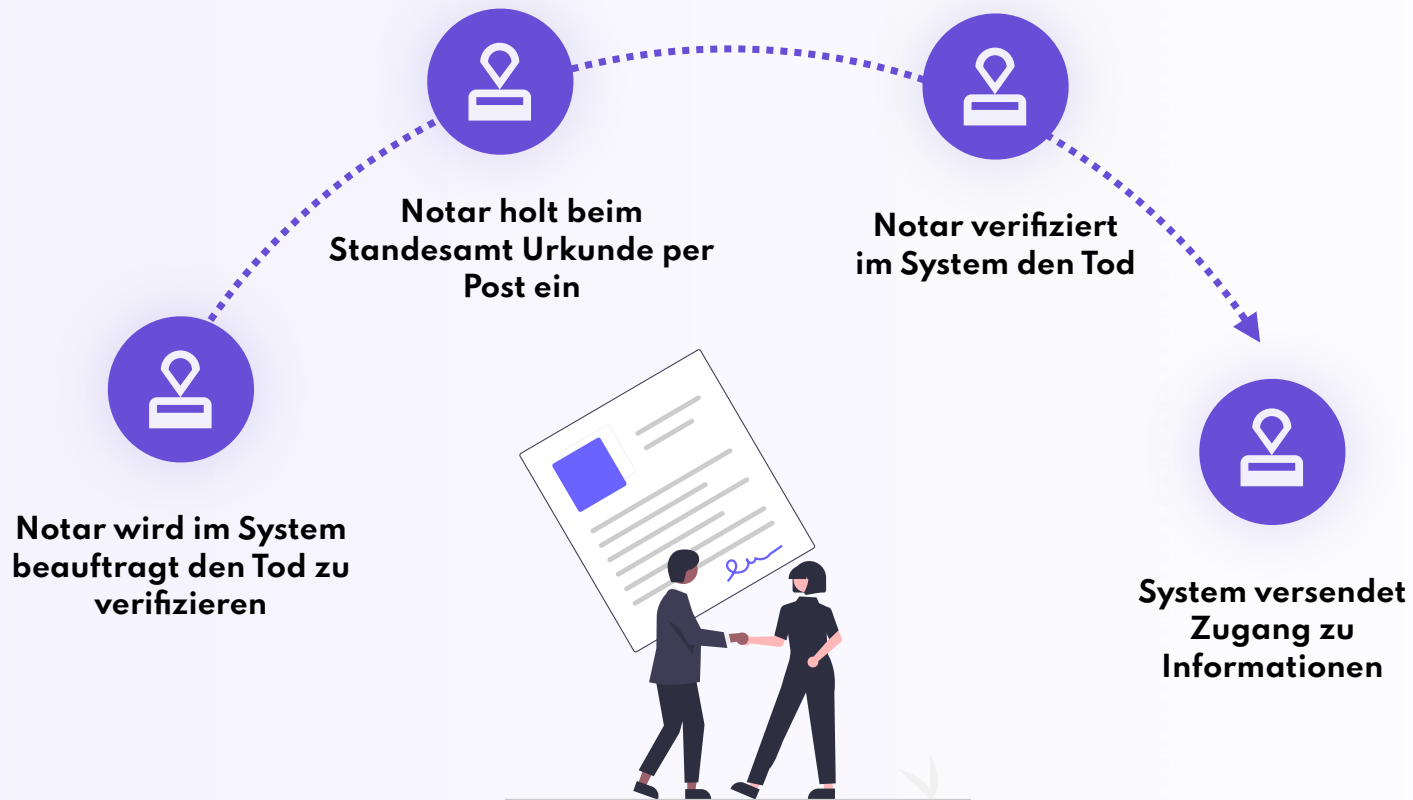 Notar wird im System
beauftragt den Tod zu
verifizieren
Notar holt beim
Standesamt Urkunde per
Post ein
Notar verifiziert
im System den Tod
System versendet
Zugang zu
Informationen